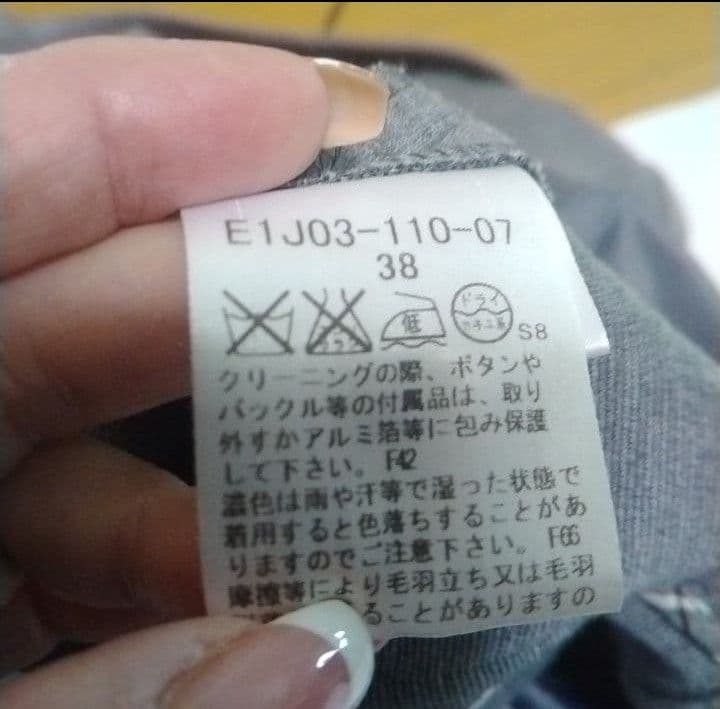 E1J03-110-07
38
低 ドライ セキユ系 S8
クリーニングの際、ボタンや
バックル等の付属品は、取り
外すかアルミ箔等に包み保護
して下さい。F42
濃色は雨や汗等で湿った状態で
着用すると色落ちすることがあ
りますのでご注意下さい。F66
摩擦等により毛羽立ち又は毛羽
ることがありますの